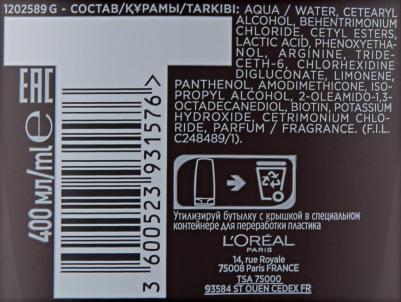 1202589 G - СОСТАВ/ҚҰРАМЫ/TARKIBI: AQUA / WATER, CETEARYL
ALCOHOL, BEHENTRIMONIUM
CHLORIDE, CETYL ESTERS,
LACTIC ACID, PHENOXYETHA-
NOL, ARGININE, TRIDE-
CETH-6, CHLORHEXIDINE
DIGLUCONATE, LIMONENE,
PANTHENOL, AMODIMETHICONE, ISO-
PROPYL ALCOHOL, 2-OLEAMIDO-1,3-
OCTADECANEDIOL, BIOTIN, POTASSIUM
HYDROXIDE, CETRIMONIUM CHLO-
RIDE, PARFUM / FRAGRANCE. (F.I.L.
C248489/1).
EAC
400 мл/ml e
3 600523 931576 >
Утилизируй бутылку с крышкой в специальном
контейнере для переработки пластика
L'ORÉAL
PARIS
14, rue Royale
75008 Paris FRANCE
TSA 75000
93584 ST OUEN CEDEX FR